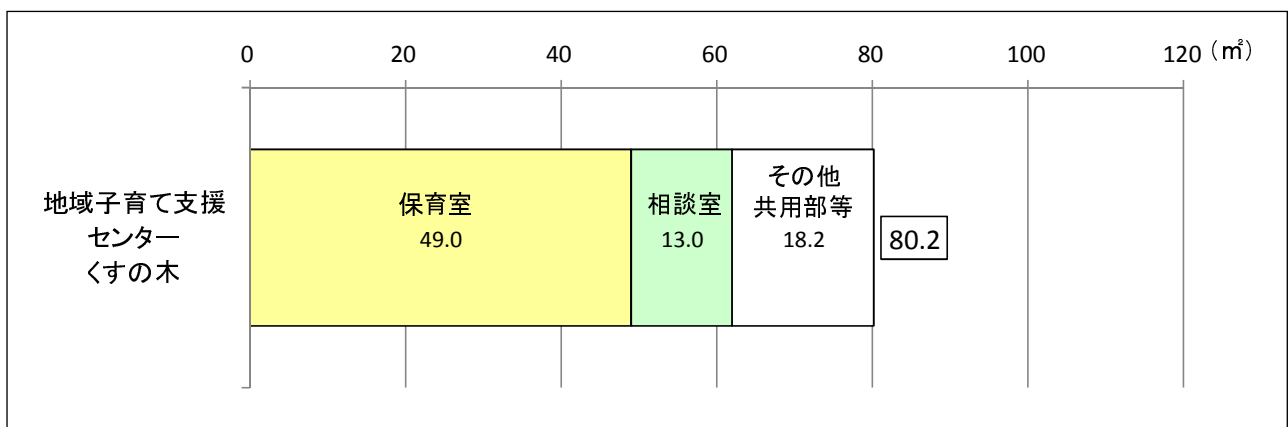 0 20 40 60 80 100 120 (㎡)
地域子育て支援
センター
くすの木
保育室
49.0
相談室
13.0
その他
共用部等
18.2
80.2